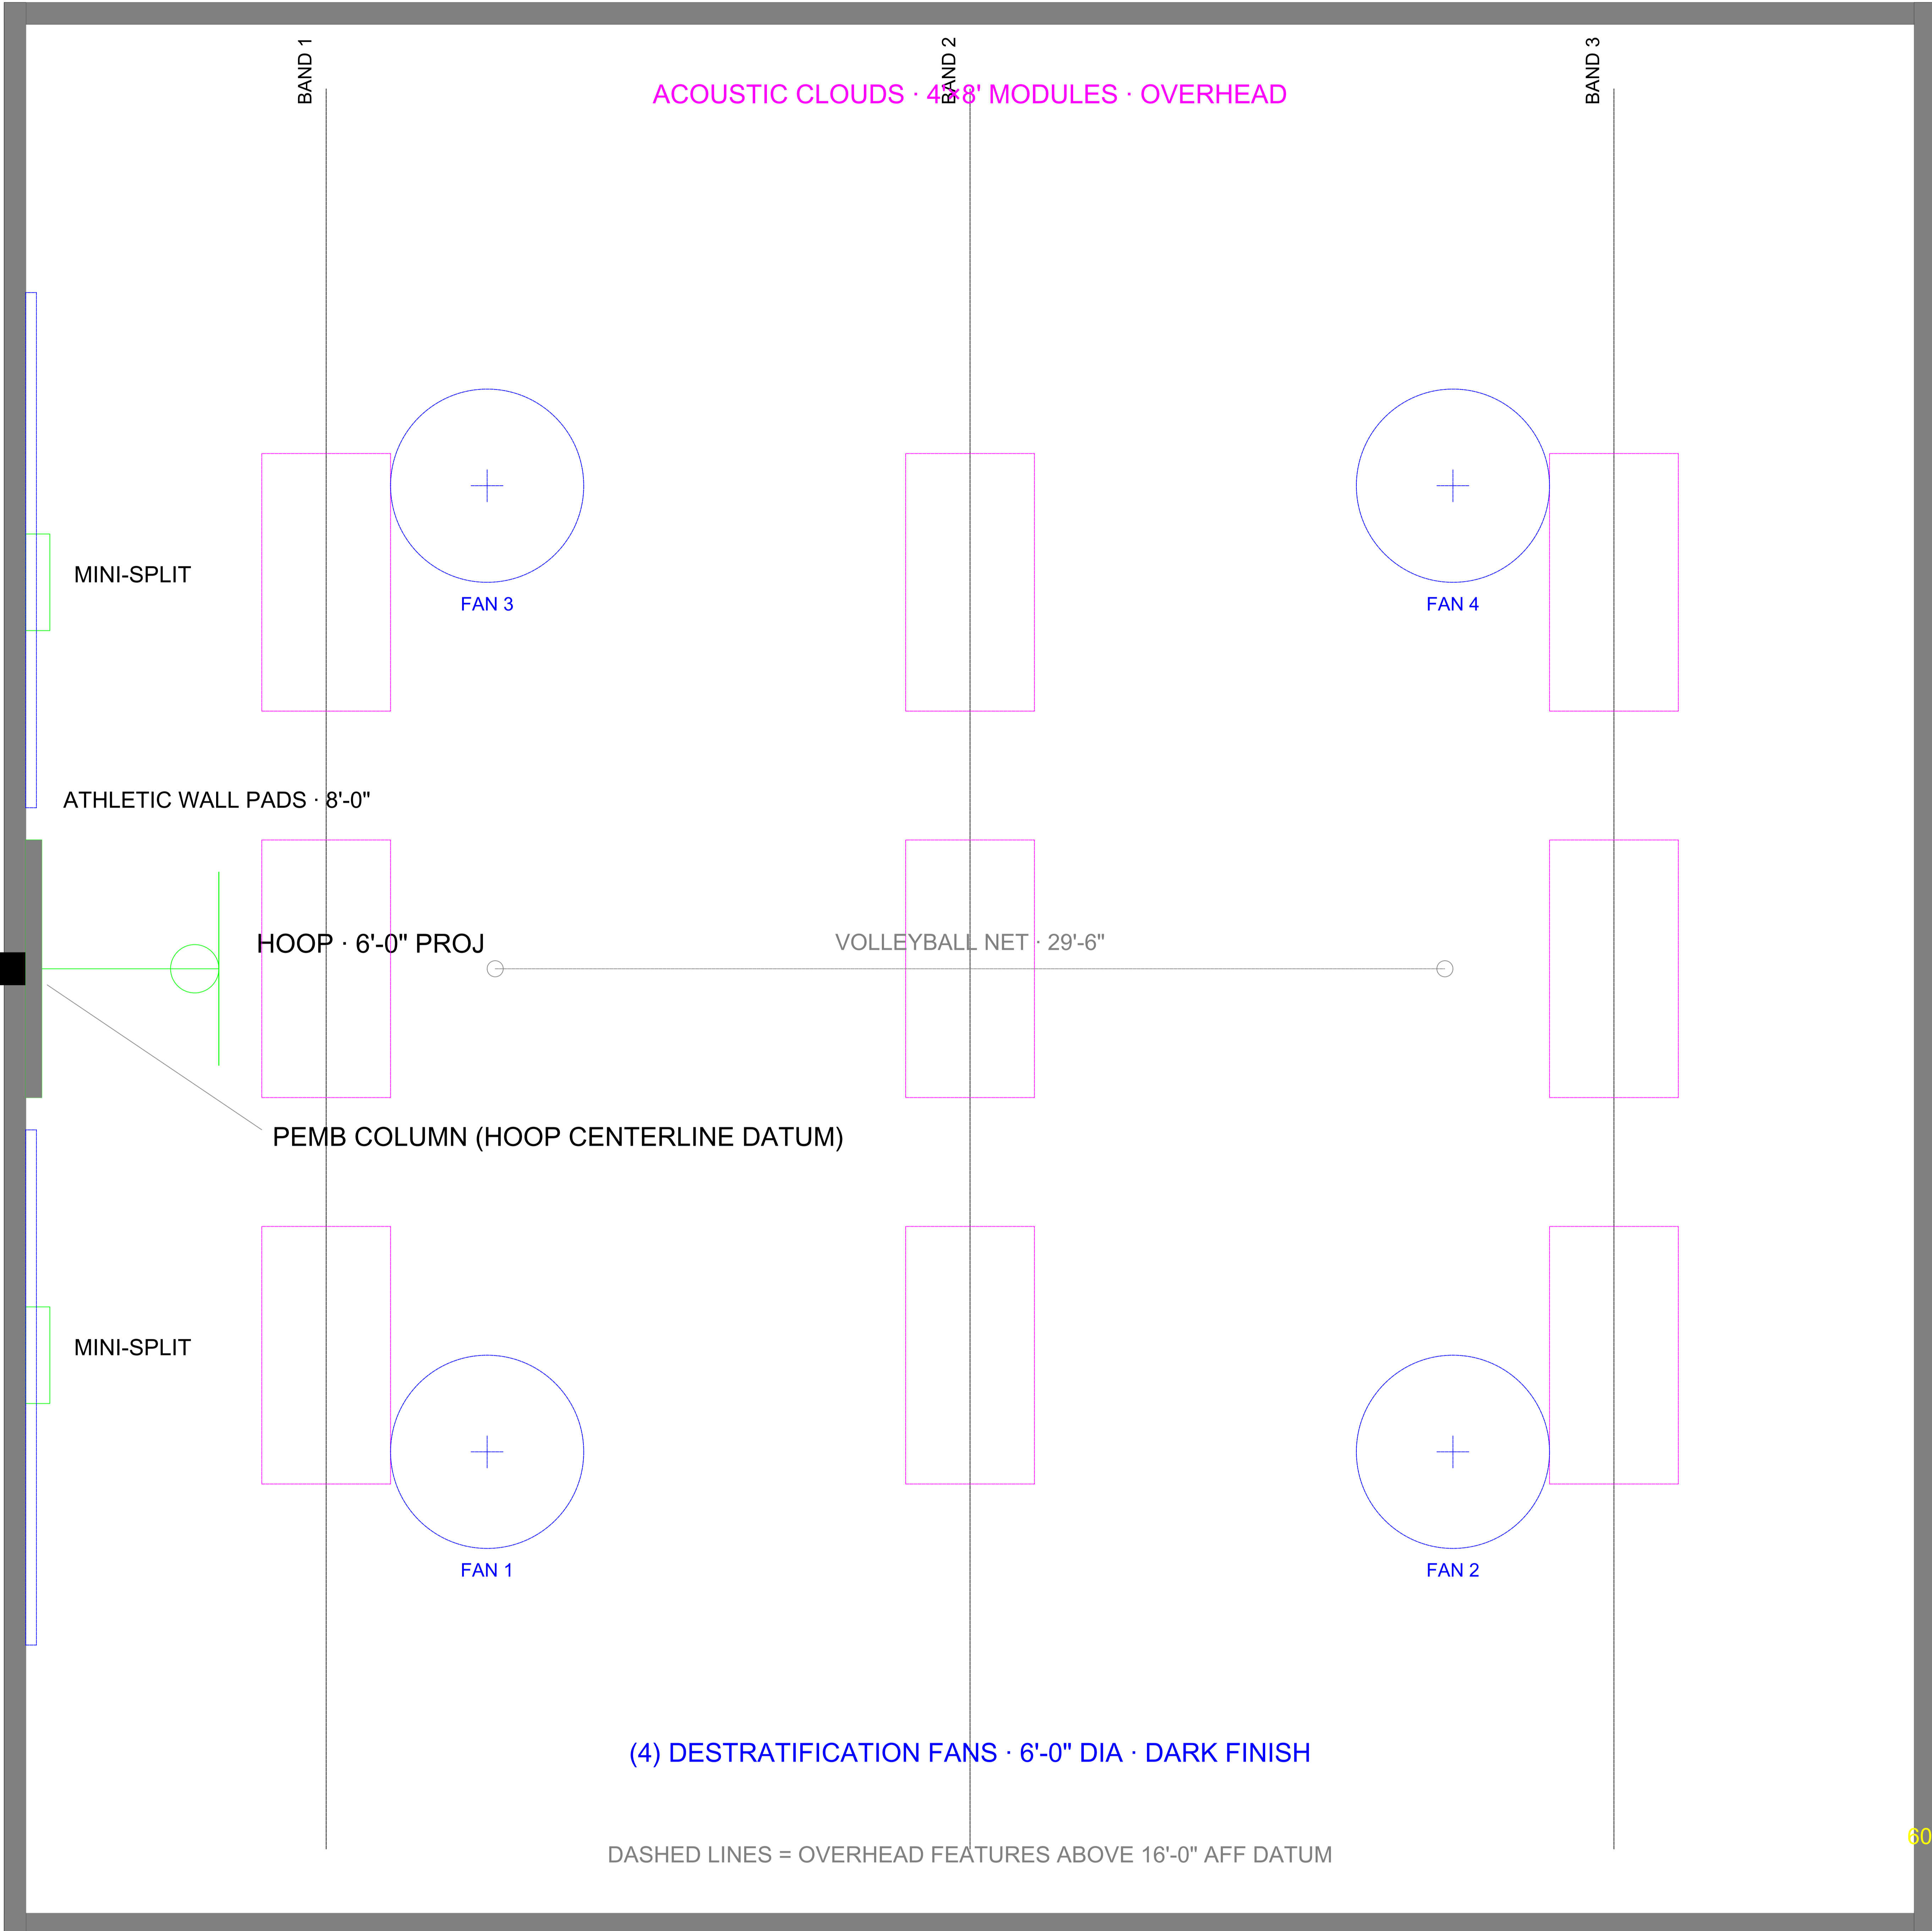 BAND 1
BAND 2
BAND 3
ACOUSTIC CLOUDS · 4'×8' MODULES · OVERHEAD
MINI-SPLIT
FAN 3
FAN 4
ATHLETIC WALL PADS · 8'-0"
HOOP · 6'-0" PROJ
VOLLEYBALL NET · 29'-6"
PEMB COLUMN (HOOP CENTERLINE DATUM)
MINI-SPLIT
FAN 1
FAN 2
(4) DESTRATIFICATION FANS · 6'-0" DIA · DARK FINISH
60
DASHED LINES = OVERHEAD FEATURES ABOVE 16'-0" AFF DATUM